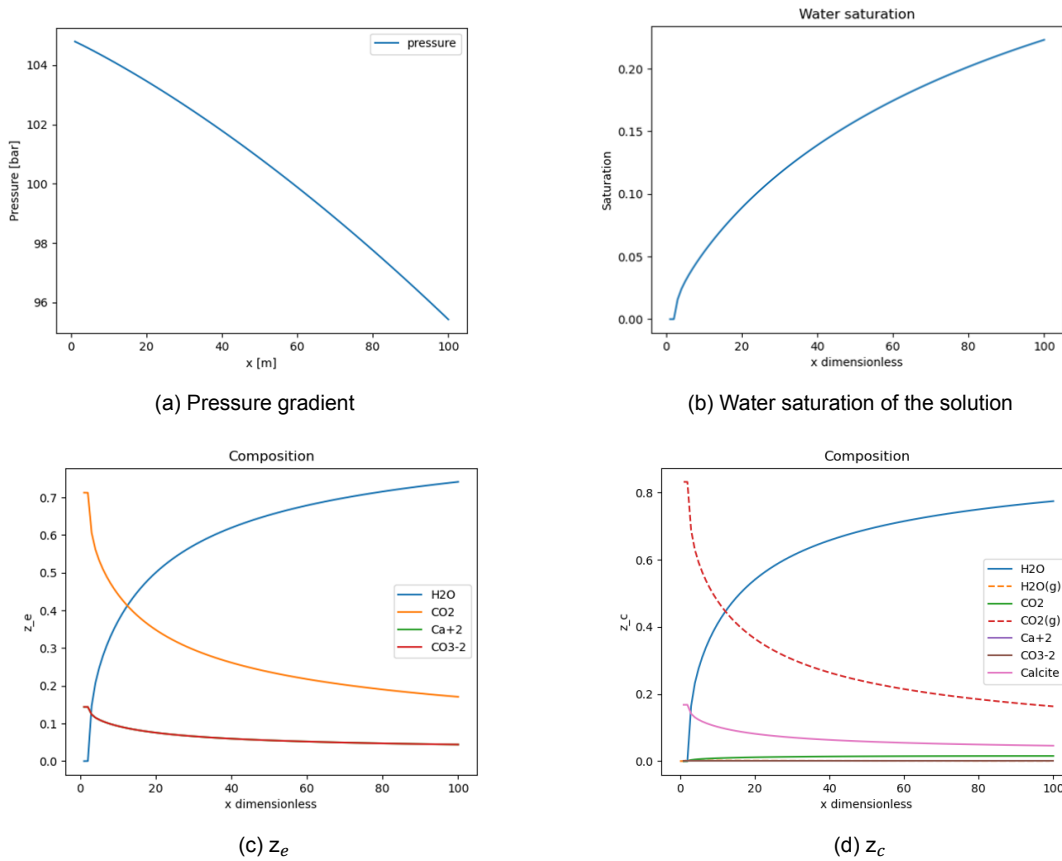 pressure
Pressure [bar]
104
102
100
98
96
0 20 40 60 80 100
x [m]
(a) Pressure gradient
Water saturation
Saturation
0.20
0.15
0.10
0.05
0.00
0 20 40 60 80 100
x dimensionless
(b) Water saturation of the solution
Composition
z_e
0.7
0.6
0.5
0.4
0.3
0.2
0.1
0.0
H2O
CO2
Ca+2
CO3-2
0 20 40 60 80 100
x dimensionless
(c) z_e
Composition
z_c
0.8
0.6
0.4
0.2
0.0
H2O
H2O(g)
CO2
CO2(g)
Ca+2
CO3-2
Calcite
0 20 40 60 80 100
x dimensionless
(d) z_c